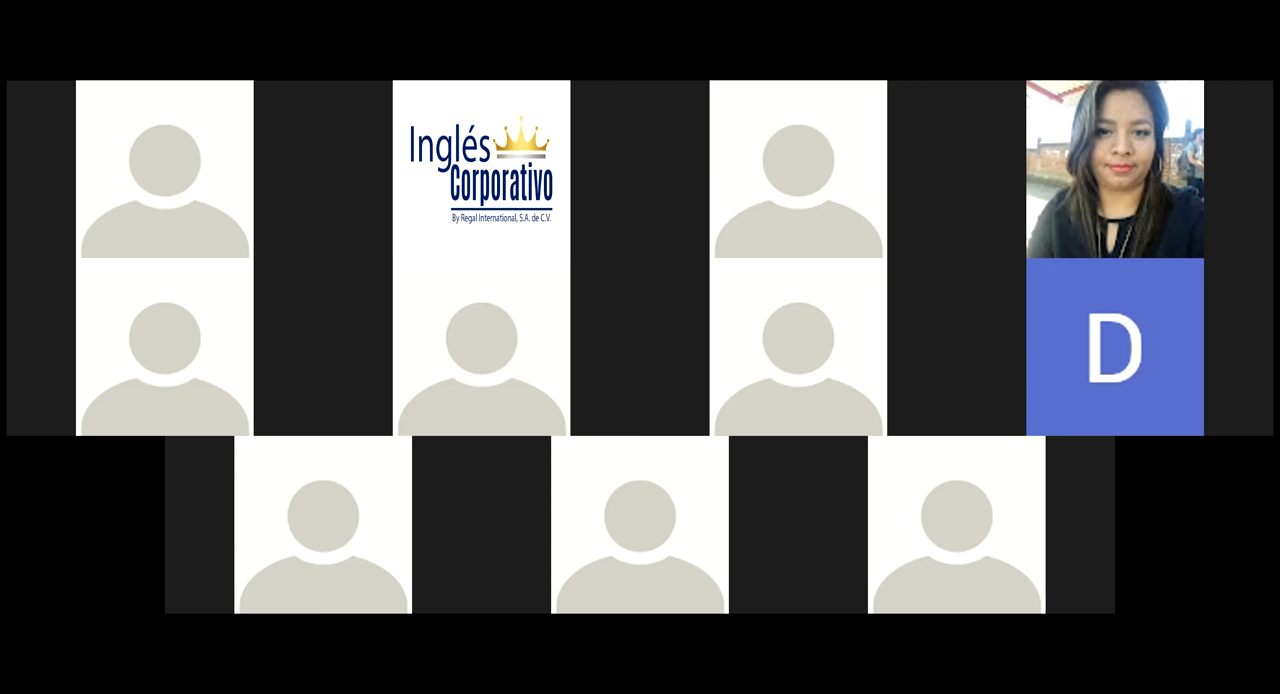 Inglés
Corporativo
By Regal International, S.A. de C.V.
D